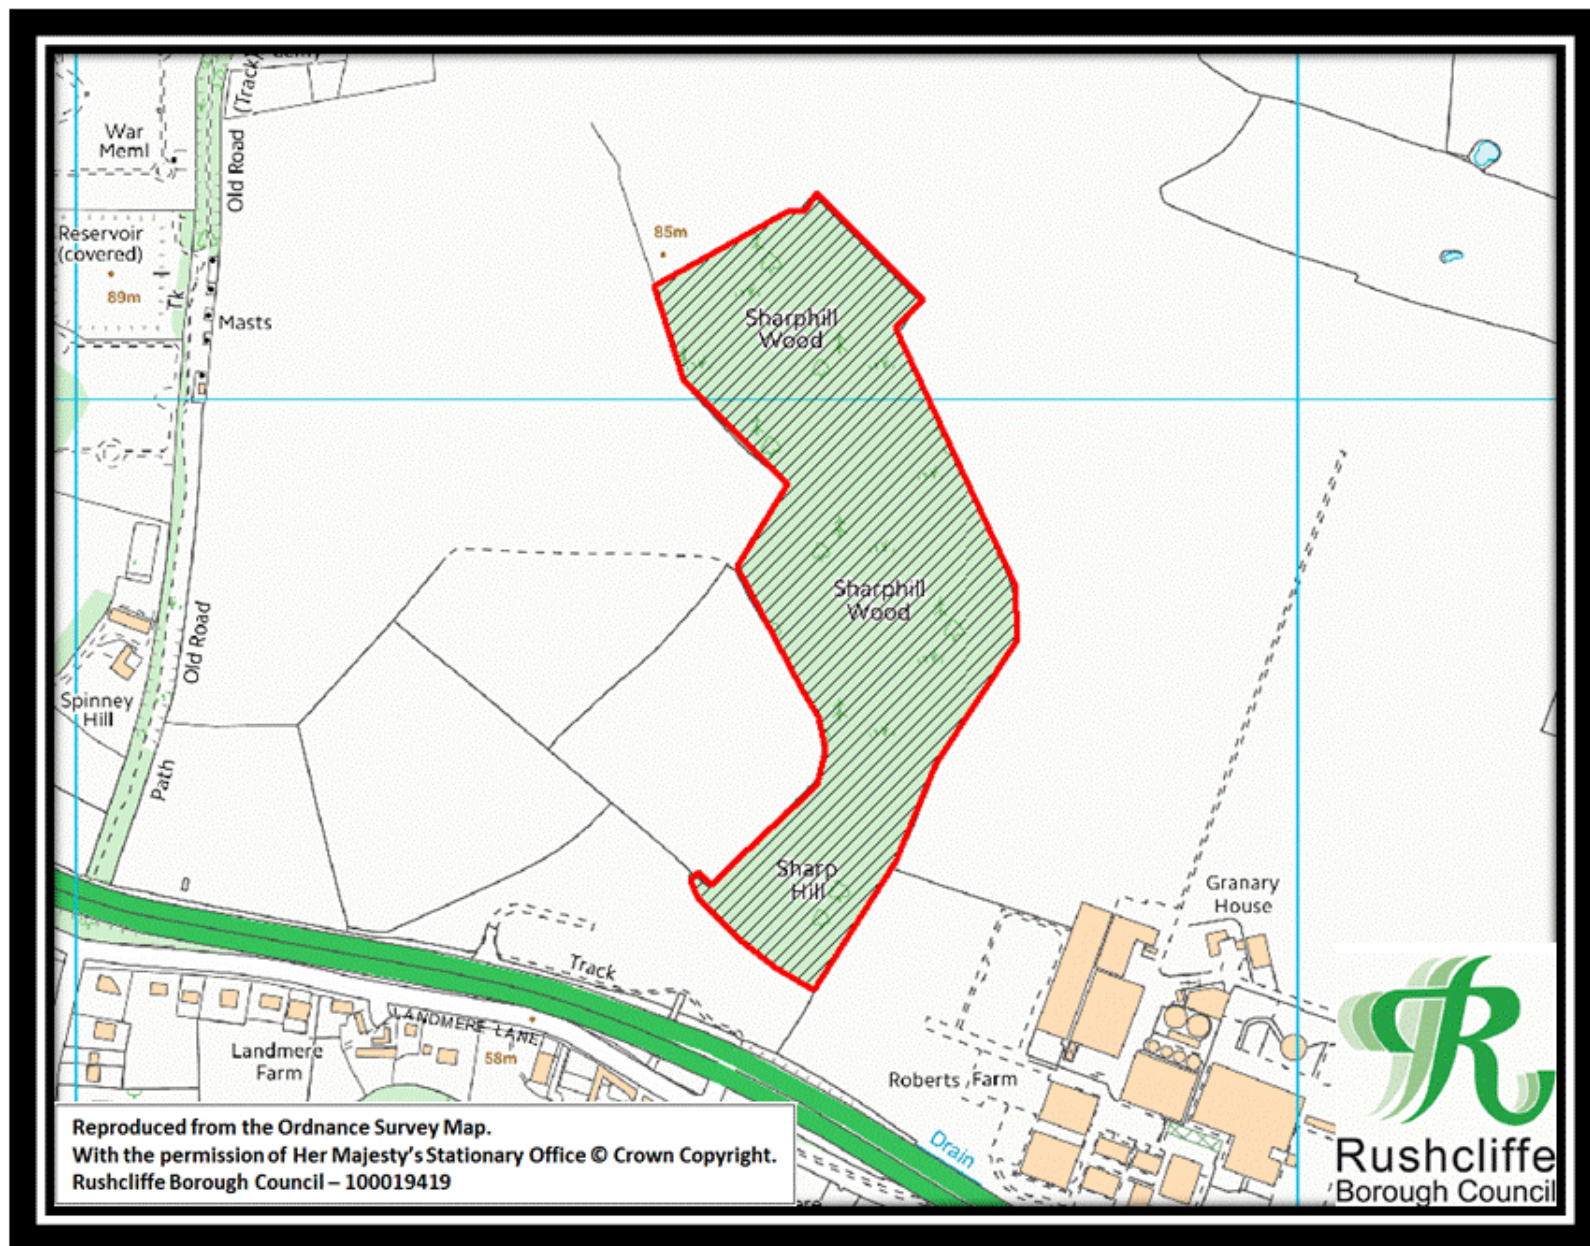 (Track)
War
Meml
Old Road
Reservoir
(covered)
89m
Tk
Masts
85m
Sharphill
Wood
Sharphill
Wood
Old Road
Spinney
Hill
Path
Sharp
Hill
Granary
House
Track
LANDMERE LANE
58m
Landmere
Farm
Roberts Farm
Drain
Reproduced from the Ordnance Survey Map.
With the permission of Her Majesty's Stationary Office © Crown Copyright.
Rushcliffe Borough Council – 100019419
R
Rushcliffe
Borough Council